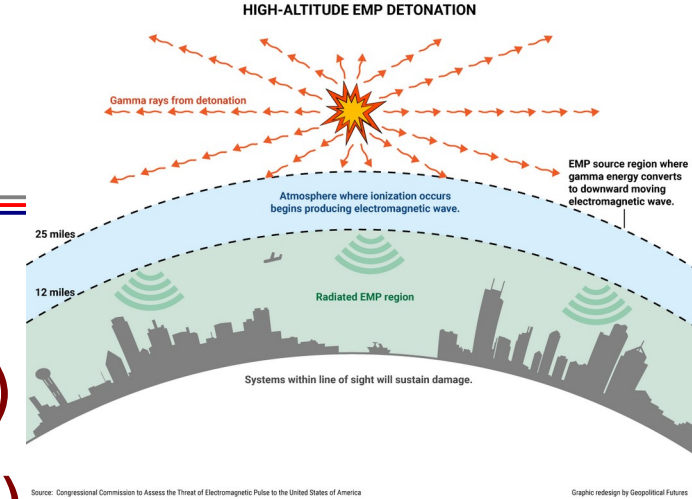 HIGH-ALTITUDE EMP DETONATION
Gamma rays from detonation
EMP source region where
gamma energy converts
to downward moving
electromagnetic wave.
Atmosphere where ionization occurs
begins producing electromagnetic wave.
25 miles
12 miles
Radiated EMP region
Systems within line of sight will sustain damage.
Source: Congressional Commission to Assess the Threat of Electromagnetic Pulse to the United States of America
Graphic redesign by Geopolitical Futures
)
)